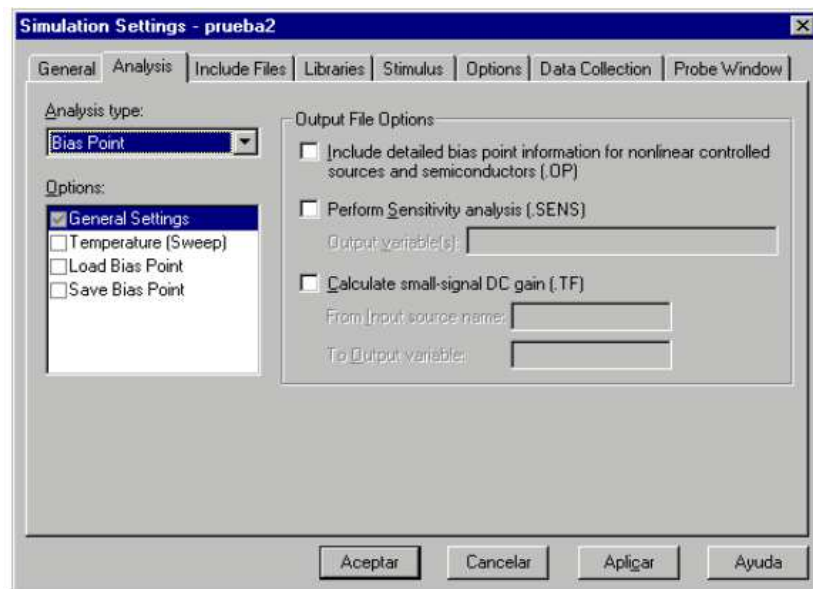 Simulation Settings - prueba2
General Analysis Include Files Libraries Stimulus Options Data Collection Probe Window
Analysis type:
Bias Point
Options:
General Settings
Temperature (Sweep)
Load Bias Point
Save Bias Point
Output File Options
Include detailed bias point information for nonlinear controlled
sources and semiconductors (.OP)
Perform Sensitivity analysis (.SENS)
Output variable(s):
Calculate small-signal DC gain (.TF)
From Input source name:
To Output variable:
Aceptar Cancelar Aplicar Ayuda